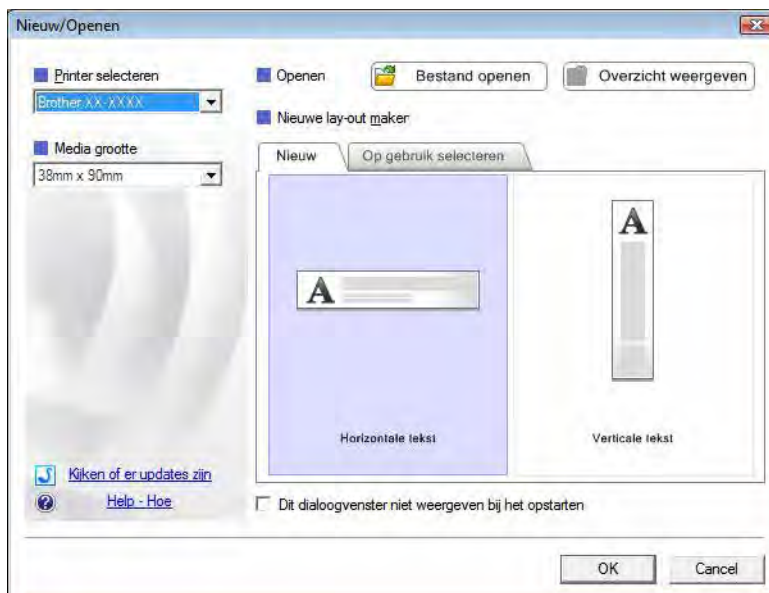 Nieuw/Openen
Printer selecteren
Brother XX-XXXX
Media grootte
38mm x 90mm
Openen
Bestand openen
Overzicht weergeven
Nieuwe lay-out maker
Nieuw
Op gebruik selecteren
A
Horizontale tekst
A
Verticale tekst
Kijken of er updates zijn
Help - Hoe
Dit dialoogvenster niet weergeven bij het opstarten
OK
Cancel